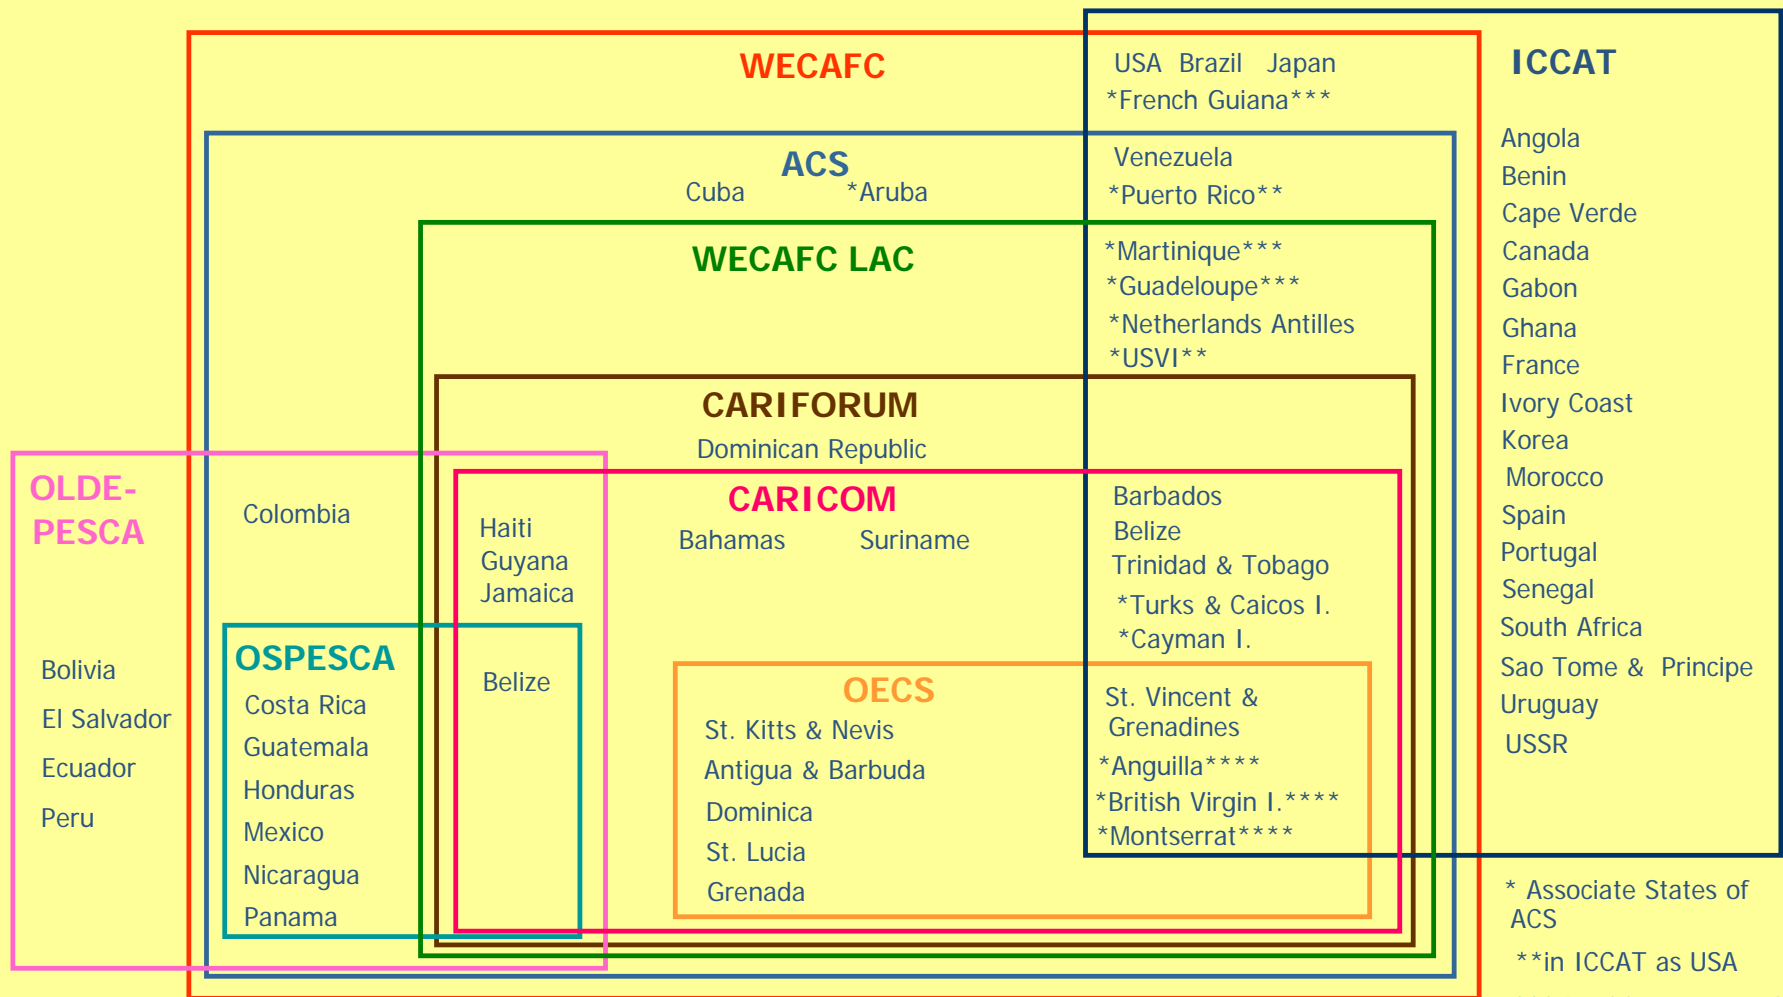 WECAFC
USA Brazil Japan
*French Guiana***
ICCAT
Angola
Benin
Cape Verde
Canada
Gabon
Ghana
France
Ivory Coast
Korea
Morocco
Spain
Portugal
Senegal
South Africa
Sao Tome & Principe
Uruguay
USSR
ACS
Cuba *Aruba
Venezuela
*Puerto Rico**
WECAFC LAC
*Martinique***
*Guadeloupe***
*Netherlands Antilles
*USVI**
CARIFORUM
Dominican Republic
OLDE-
PESCA
Colombia
Haiti
Guyana
Jamaica
CARICOM
Bahamas Suriname
Barbados
Belize
Trinidad & Tobago
*Turks & Caicos I.
*Cayman I.
Bolivia
El Salvador
Ecuador
Peru
OSPESCA
Costa Rica
Guatemala
Honduras
Mexico
Nicaragua
Panama
Belize
OECS
St. Kitts & Nevis
Antigua & Barbuda
Dominica
St. Lucia
Grenada
St. Vincent &
Grenadines
*Anguilla****
*British Virgin I.****
*Montserrat****
* Associate States of
ACS
**in ICCAT as USA